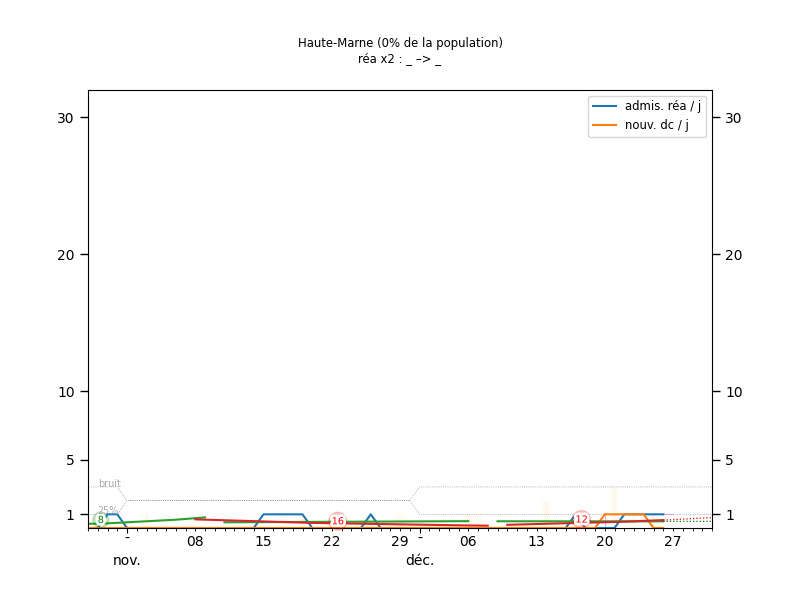 Haute-Marne (0% de la population)
réa x2 : _ –> _
admis. réa / j
nouv. dc / j
30 30
20 20
10 10
5 5
1 1
bruit
25%
8 16 12
- 08 15 22 29 - 06 13 20 27
nov. déc.